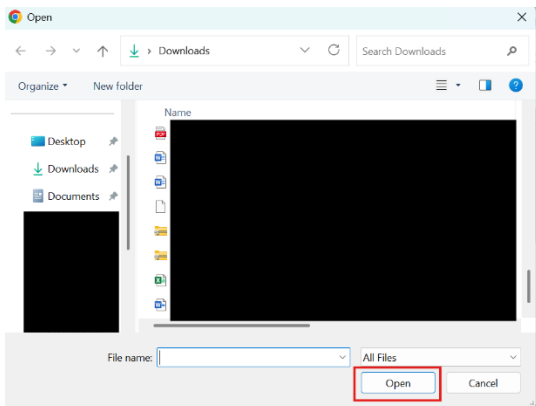 Open
Downloads
Search Downloads
Organize
New folder
Name
Desktop
Downloads
Documents
File name:
All Files
Open
Cancel